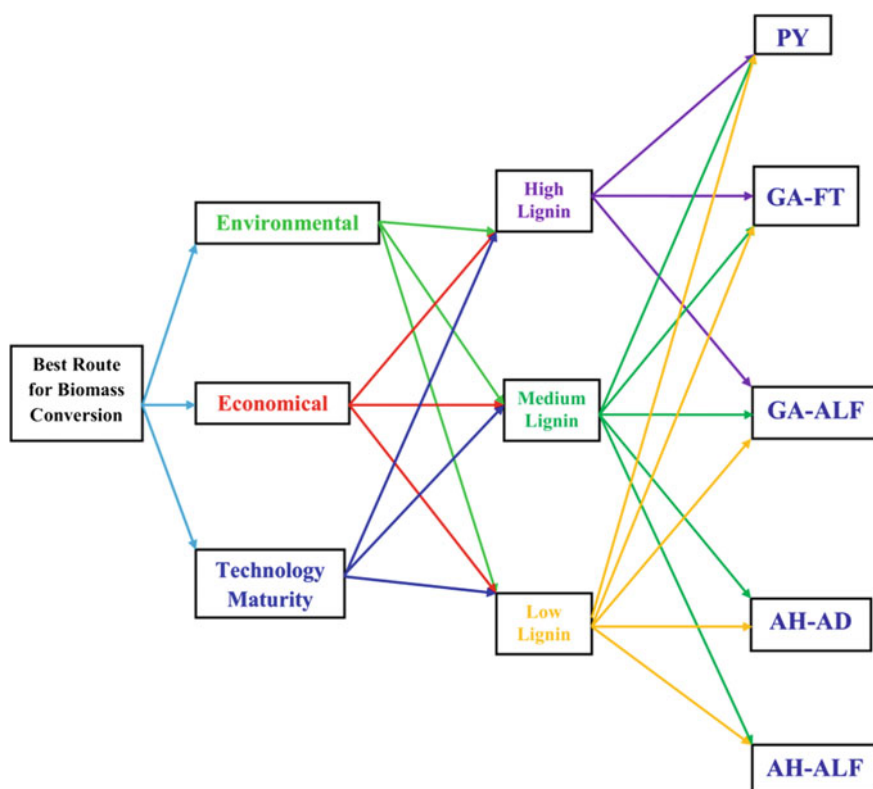 Best Route
for Biomass
Conversion
Environmental
Economical
Technology
Maturity
High
Lignin
Medium
Lignin
Low
Lignin
PY
GA-FT
GA-ALF
AH-AD
AH-ALF